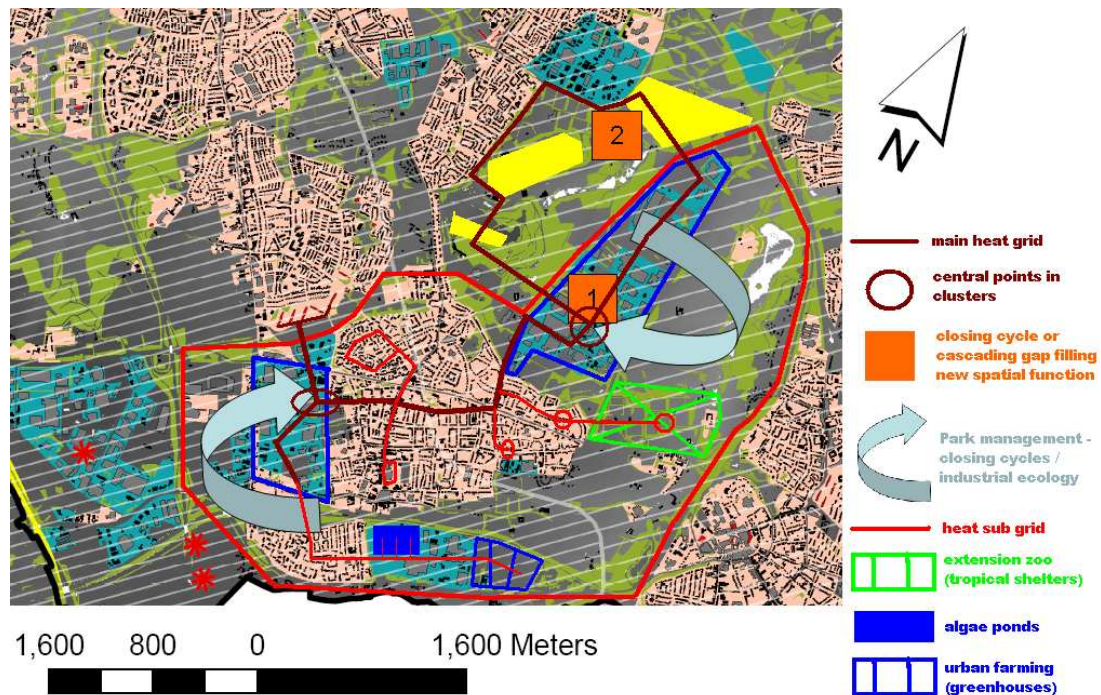 2
1
N
main heat grid
central points in
clusters
closing cycle or
cascading gap filling
new spatial function
Park management -
closing cycles /
industrial ecology
heat sub grid
extension zoo
(tropical shelters)
algae ponds
urban farming
(greenhouses)
1,600 800 0 1,600 Meters